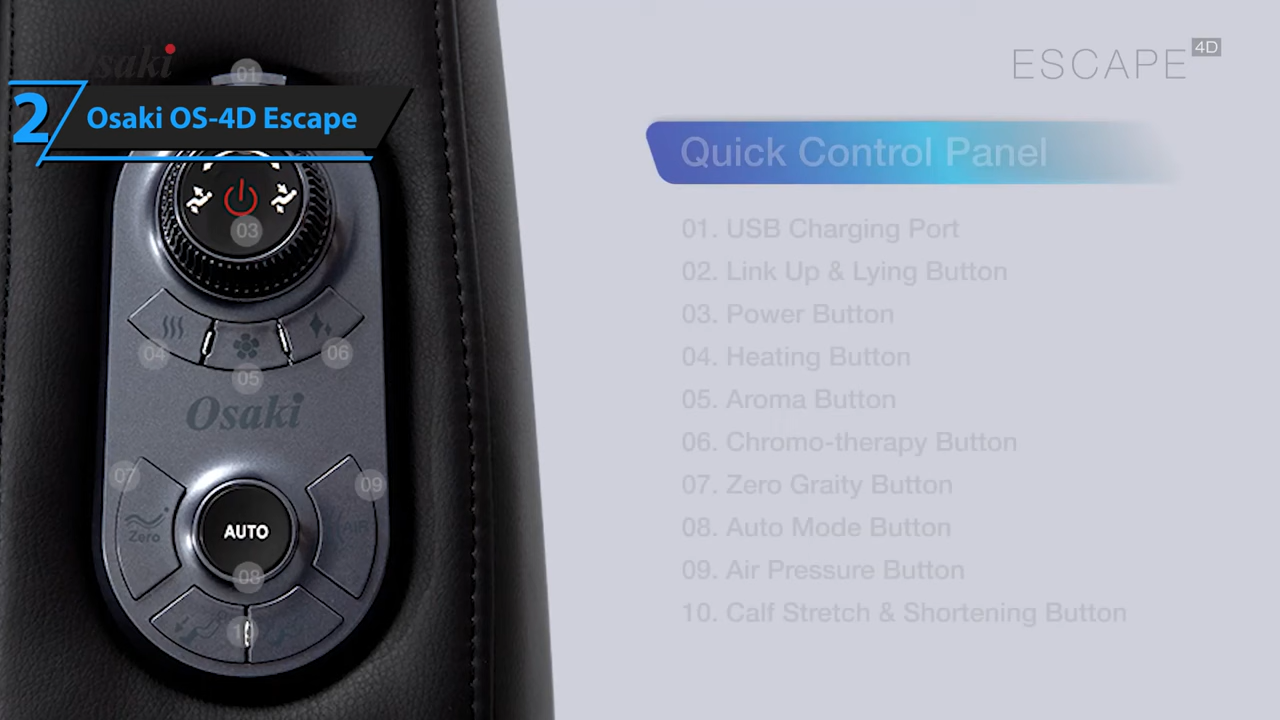 Osaki
2
Osaki OS-4D Escape
ESCAPE 4D
Quick Control Panel
01. USB Charging Port
02. Link Up & Lying Button
03. Power Button
04. Heating Button
05. Aroma Button
06. Chromo-therapy Button
07. Zero Graity Button
08. Auto Mode Button
09. Air Pressure Button
10. Calf Stretch & Shortening Button
01
03
04
05
06
Osaki
07
09
Zero
AUTO
AIR
08